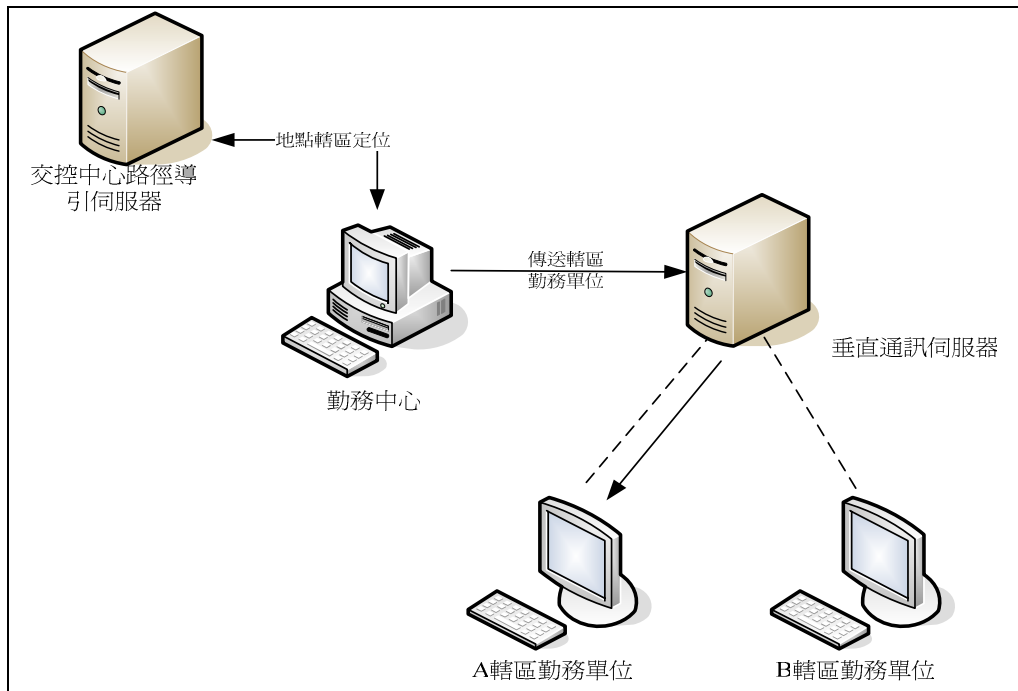 地點轄區定位
交控中心路徑導
引伺服器
傳送轄區
勤務單位
垂直通訊伺服器
勤務中心
A轄區勤務單位
B轄區勤務單位